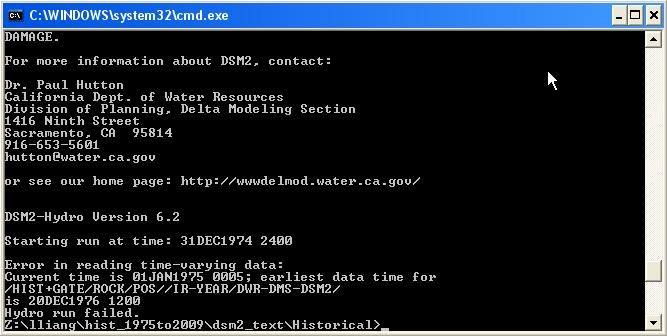 C:\WINDOWS\system32\cmd.exe
DAMAGE.
For more information about DSM2, contact:
Dr. Paul Hutton
California Dept. of Water Resources
Division of Planning, Delta Modeling Section
1416 Ninth Street
Sacramento, CA  95814
916-653-5601
hutton@water.ca.gov
or see our home page: http://wwwdelmod.water.ca.gov/
DSM2-Hydro Version 6.2
Starting run at time: 31DEC1974 2400
Error in reading time-varying data:
Current time is 01JAN1975 0005; earliest data time for
/HIST+GATE/ROCK/POS//IR-YEAR/DWR-DMS-DSM2/
is 20DEC1976 1200
Hydro run failed.
Z:\lliang\hist_1975to2009\dsm2_text\Historical>_